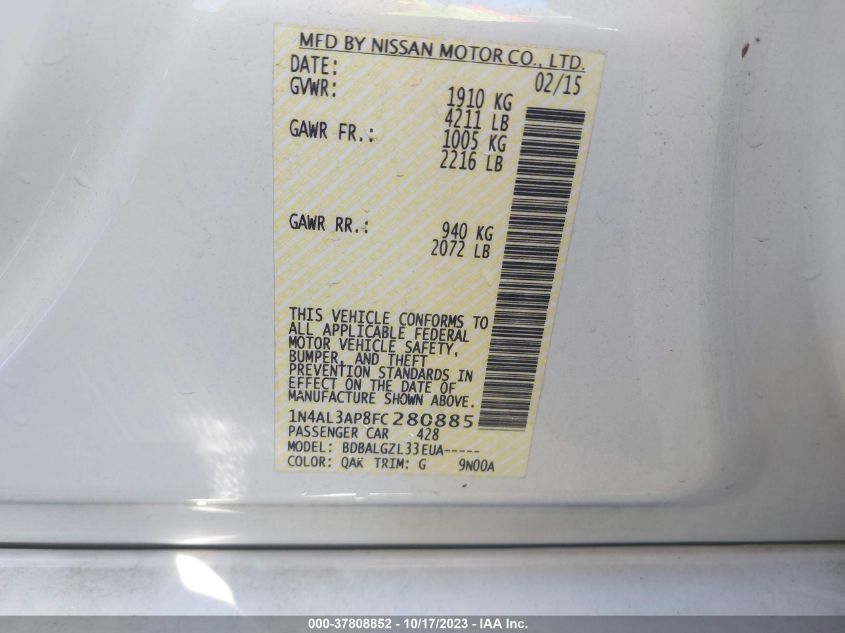 MFD BY NISSAN MOTOR CO., LTD.
DATE: 02/15
GVWR: 1910 KG
4211 LB
GAWR FR.: 1005 KG
2216 LB
GAWR RR.: 940 KG
2072 LB
THIS VEHICLE CONFORMS TO
ALL APPLICABLE FEDERAL
MOTOR VEHICLE SAFETY,
BUMPER, AND THEFT
PREVENTION STANDARDS IN
EFFECT ON THE DATE OF
MANUFACTURE SHOWN ABOVE.
1N4AL3AP8FC280885
PASSENGER CAR 428
MODEL: BDBALGZL33EUA-----
COLOR: QAK TRIM: G 9N00A
000-37808852 - 10/17/2023 - IAA Inc.